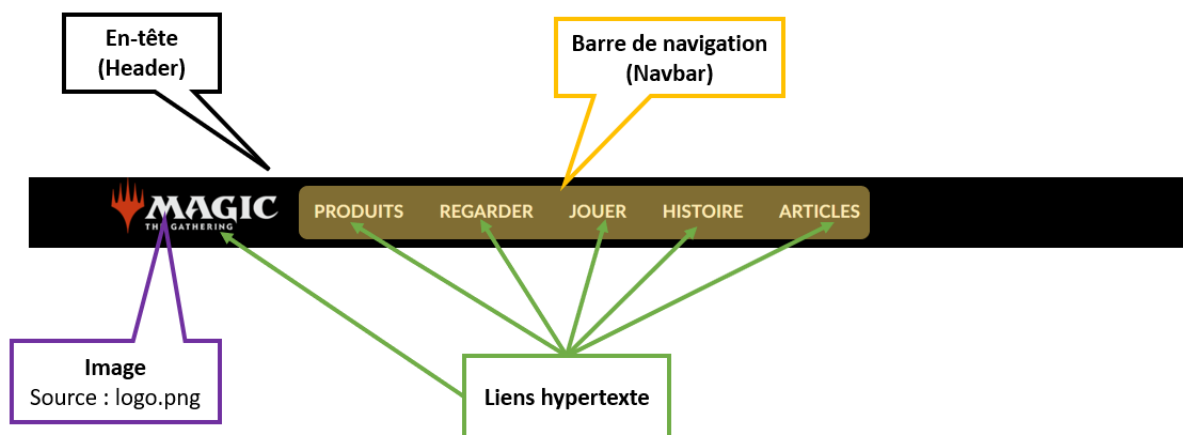 En-tête
(Header)
Barre de navigation
(Navbar)
MAGIC
THE GATHERING
PRODUITS REGARDER JOUER HISTOIRE ARTICLES
Image
Source : logo.png
Liens hypertexte